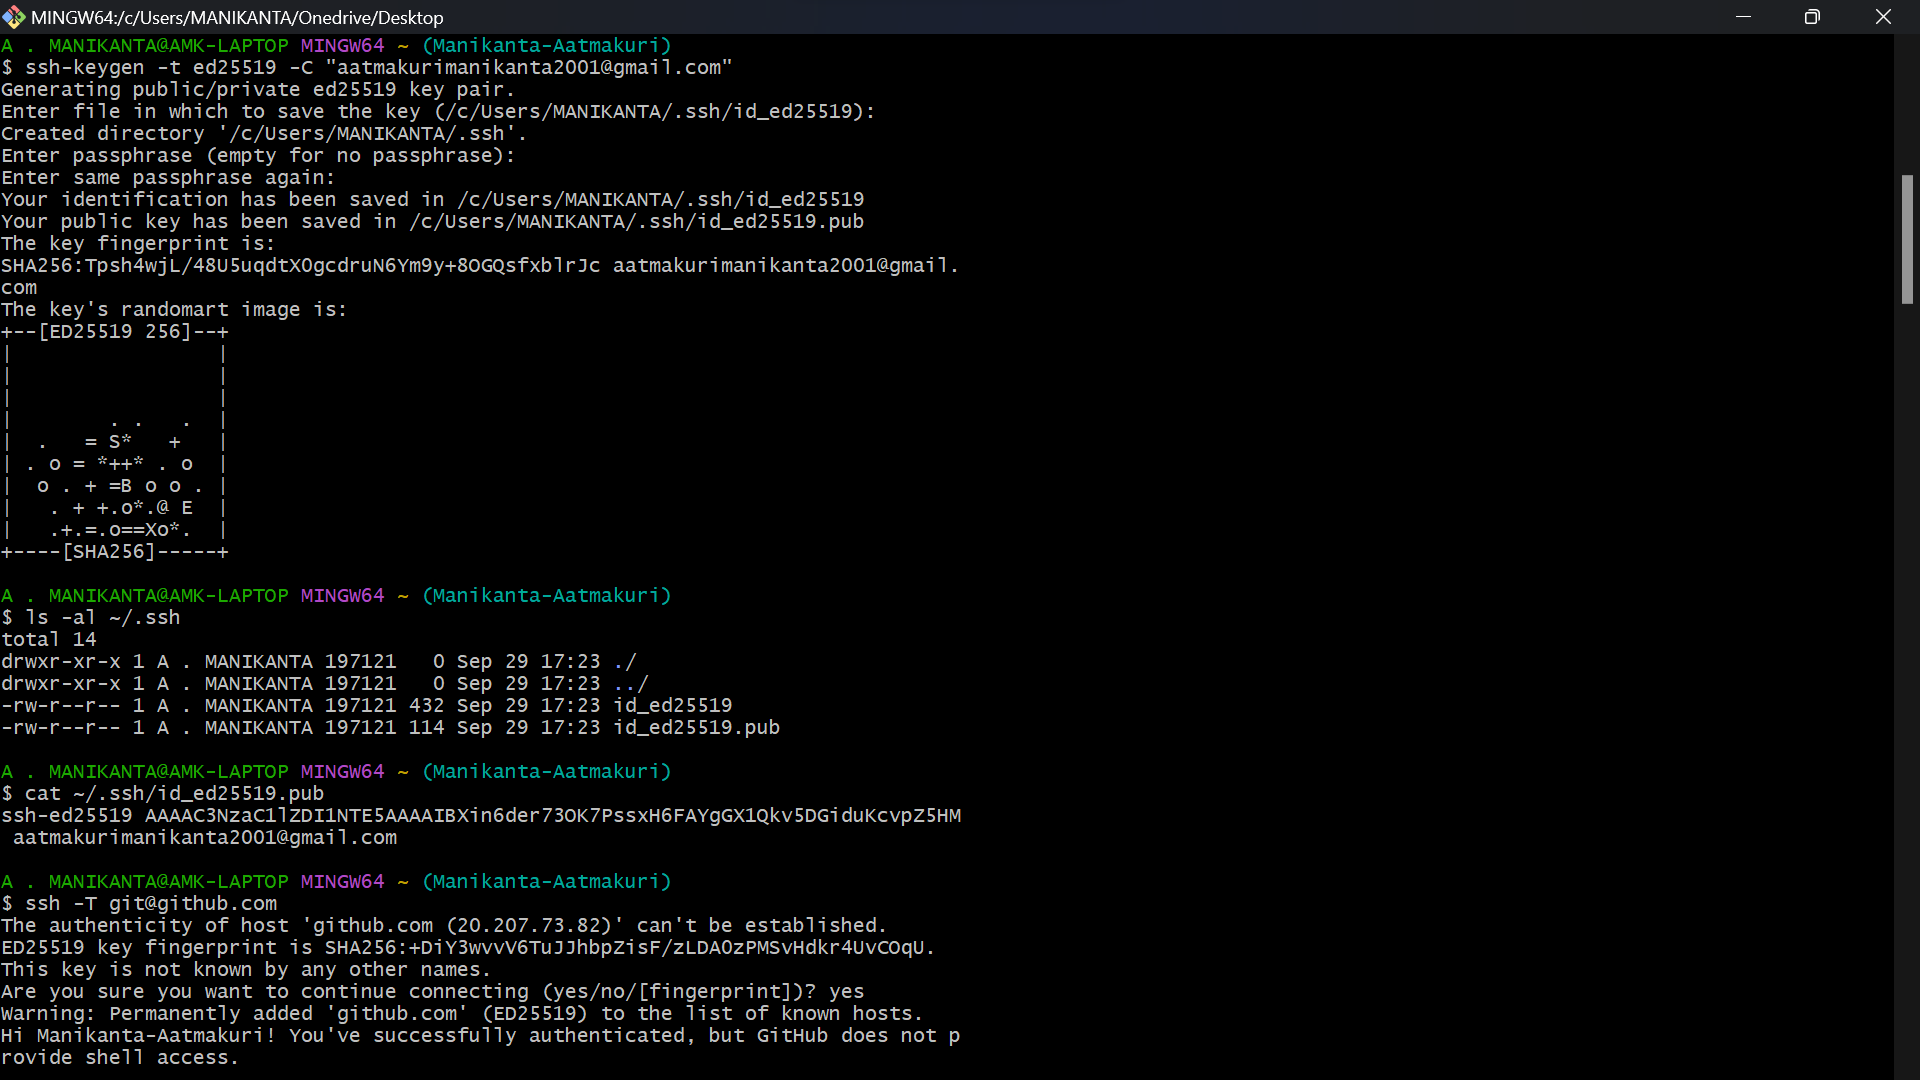 MINGW64:/c/Users/MANIKANTA/Onedrive/Desktop
A . MANIKANTA@AMK-LAPTOP MINGW64 ~ (Manikanta-Aatmakuri)
$ ssh-keygen -t ed25519 -C "aatmakurimanikanta2001@gmail.com"
Generating public/private ed25519 key pair.
Enter file in which to save the key (/c/Users/MANIKANTA/.ssh/id_ed25519):
Created directory '/c/Users/MANIKANTA/.ssh'.
Enter passphrase (empty for no passphrase):
Enter same passphrase again:
Your identification has been saved in /c/Users/MANIKANTA/.ssh/id_ed25519
Your public key has been saved in /c/Users/MANIKANTA/.ssh/id_ed25519.pub
The key fingerprint is:
SHA256:Tpsh4wjL/48U5uqdtXOgcdruN6Ym9y+8OGQsfxblrJc aatmakurimanikanta2001@gmail.
com
The key's randomart image is:
+--[ED25519 256]--+
|                 |
|                 |
|                 |
|        . .   .  |
|  .   = S*   +   |
| . o = *++* . o  |
|  o . + =B o o . |
|   . + +.o*.@ E  |
|   .+.=.o==Xo*.  |
+----[SHA256]-----+
A . MANIKANTA@AMK-LAPTOP MINGW64 ~ (Manikanta-Aatmakuri)
$ ls -al ~/.ssh
total 14
drwxr-xr-x 1 A . MANIKANTA 197121   0 Sep 29 17:23 ./
drwxr-xr-x 1 A . MANIKANTA 197121   0 Sep 29 17:23 ../
-rw-r--r-- 1 A . MANIKANTA 197121 432 Sep 29 17:23 id_ed25519
-rw-r--r-- 1 A . MANIKANTA 197121 114 Sep 29 17:23 id_ed25519.pub
A . MANIKANTA@AMK-LAPTOP MINGW64 ~ (Manikanta-Aatmakuri)
$ cat ~/.ssh/id_ed25519.pub
ssh-ed25519 AAAAC3NzaC1lZDI1NTE5AAAAIBXin6der73OK7PssxH6FAYgGX1Qkv5DGiduKcvpZ5HM
 aatmakurimanikanta2001@gmail.com
A . MANIKANTA@AMK-LAPTOP MINGW64 ~ (Manikanta-Aatmakuri)
$ ssh -T git@github.com
The authenticity of host 'github.com (20.207.73.82)' can't be established.
ED25519 key fingerprint is SHA256:+DiY3wvvV6TuJJhbpZisF/zLDA0zPMSvHdkr4UvCOqU.
This key is not known by any other names.
Are you sure you want to continue connecting (yes/no/[fingerprint])? yes
Warning: Permanently added 'github.com' (ED25519) to the list of known hosts.
Hi Manikanta-Aatmakuri! You've successfully authenticated, but GitHub does not p
rovide shell access.